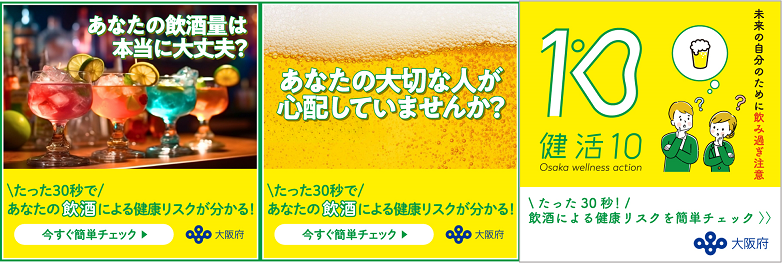 あなたの飲酒量は
本当に大丈夫?
\たった30秒で/
あなたの飲酒による健康リスクが分かる!
今すぐ簡単チェック▶
大阪府
あなたの大切な人が
心配していませんか?
\たった30秒で/
あなたの飲酒による健康リスクが分かる!
今すぐ簡単チェック▶
大阪府
10
健活10
Osaka wellness action
未来の自分のために飲み過ぎ注意
? ?
\たった30秒!/
飲酒による健康リスクを簡単チェック》
大阪府